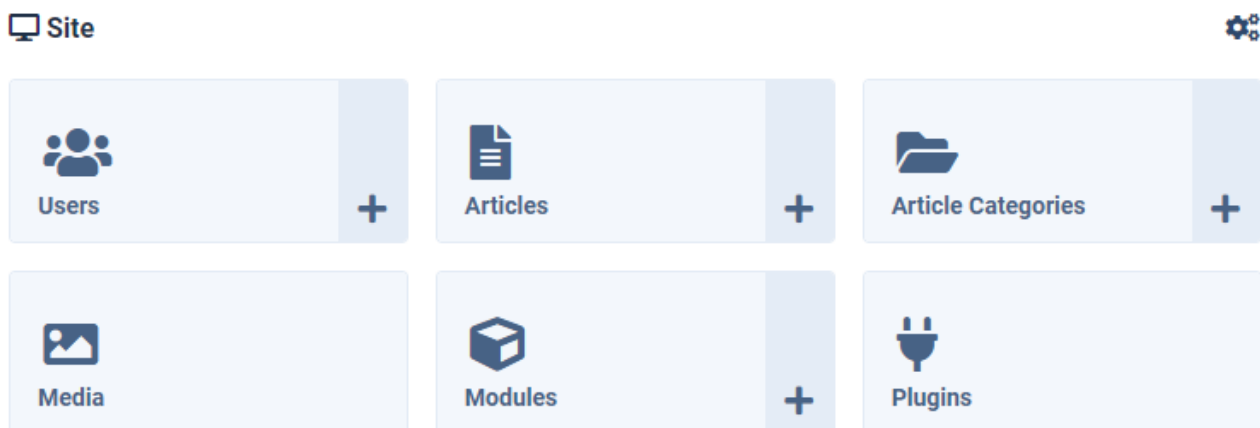 Site
Users
Articles
Article Categories
Media
Modules
Plugins